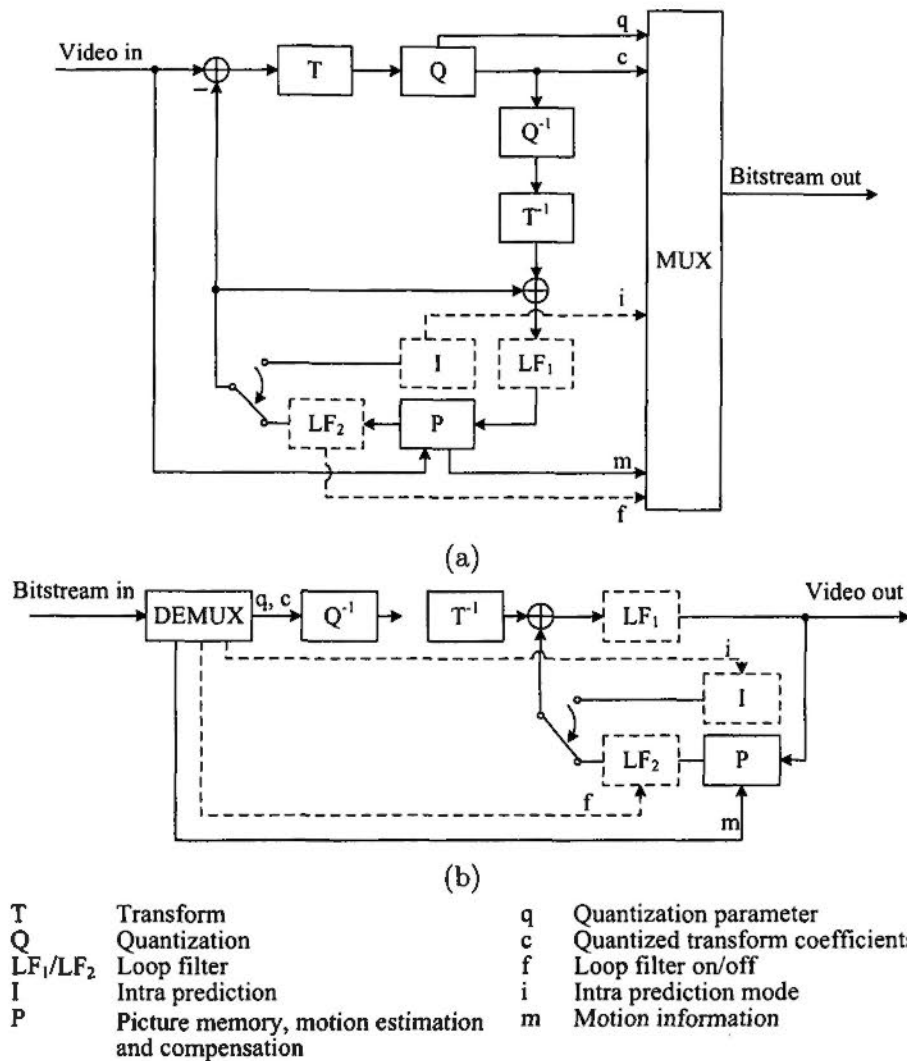 Video in
T
Q
q
c
Q⁻¹
T⁻¹
MUX
Bitstream out
−
i
I
LF₁
LF₂
P
m
f
(a)
Bitstream in
DEMUX
q, c
Q⁻¹
T⁻¹
LF₁
Video out
i
I
LF₂
P
f
m
(b)
T Transform q Quantization parameter
Q Quantization c Quantized transform coefficients
LF₁/LF₂ Loop filter f Loop filter on/off
I Intra prediction i Intra prediction mode
P Picture memory, motion estimation m Motion information
and compensation